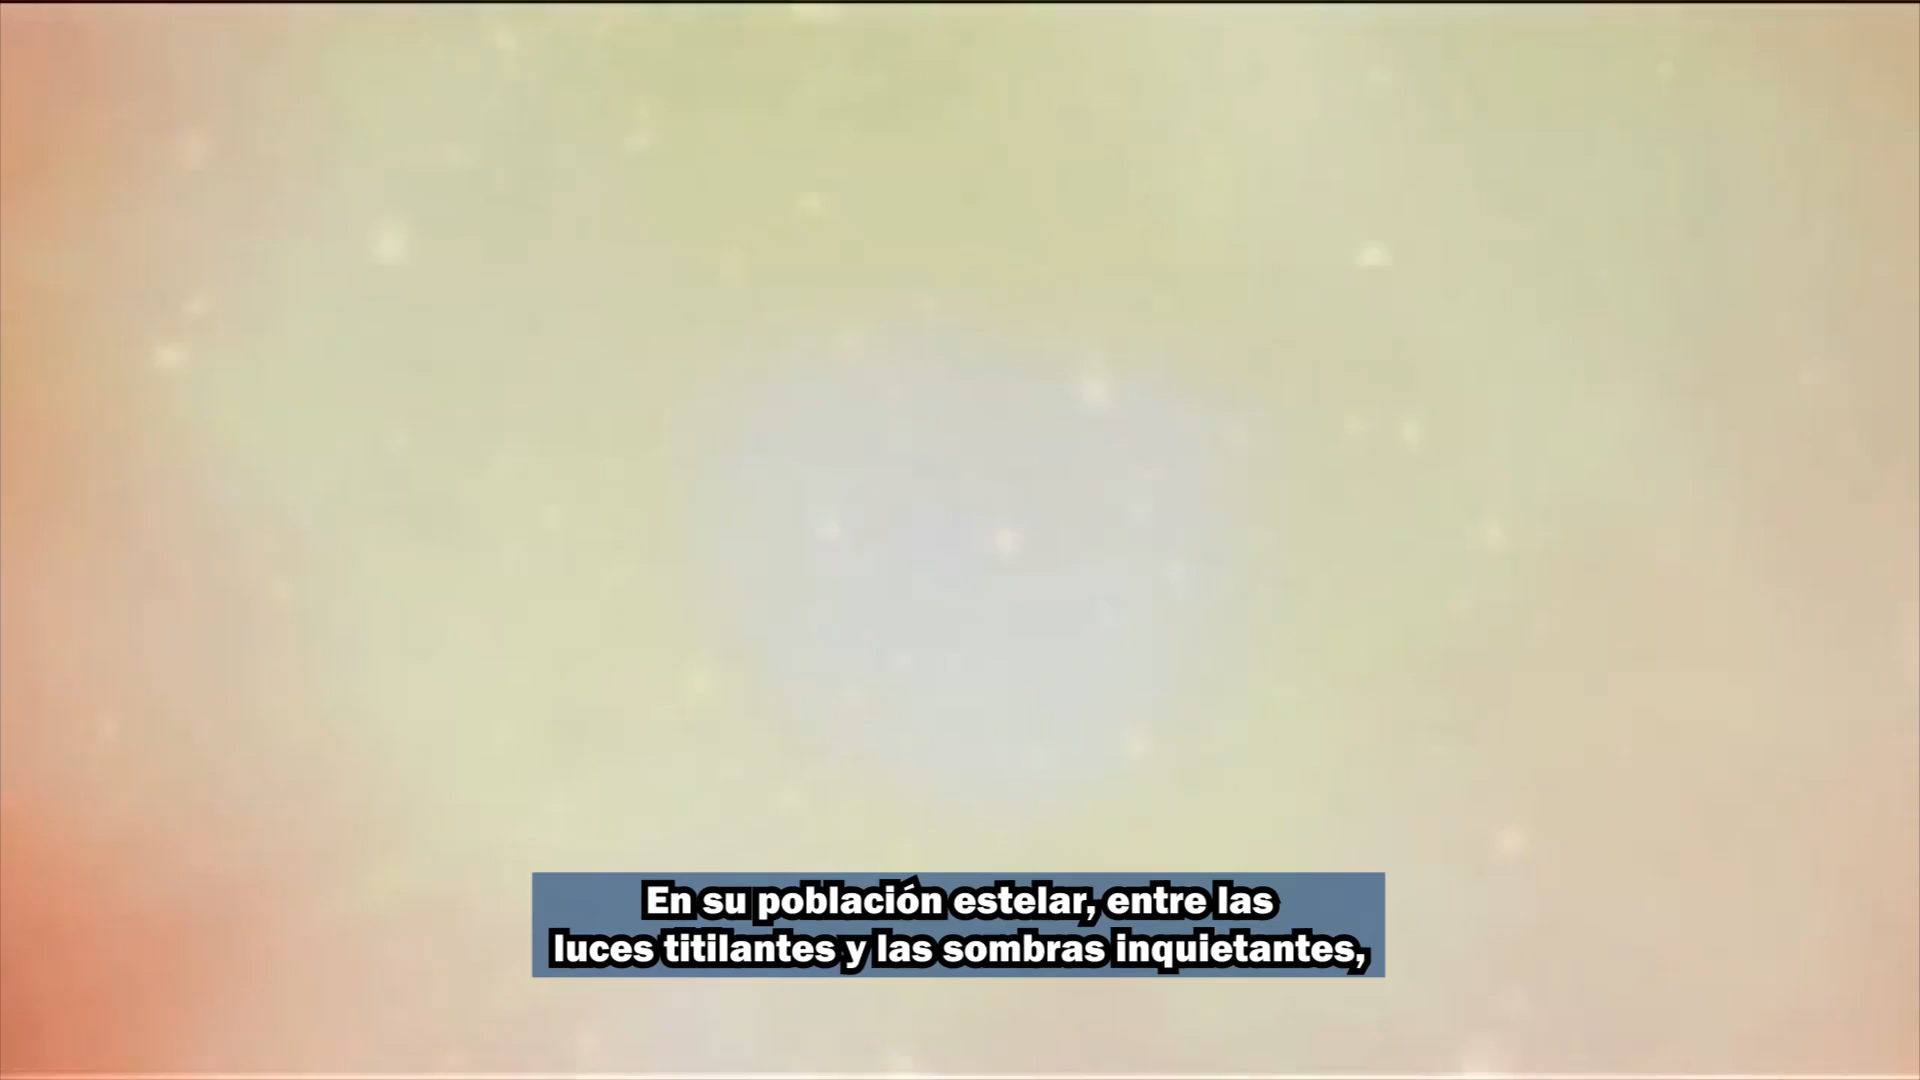 En su población estelar, entre las
luces titilantes y las sombras inquietantes,